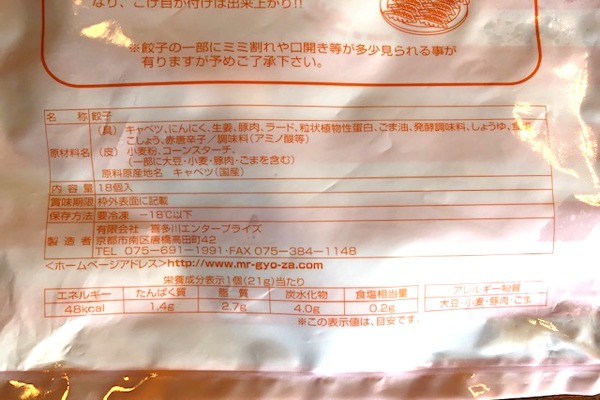 なり、こげ目が付けば出来上がり!!
※餃子の一部にミミ割れや口開き等が多少見られる事が
有りますが予めご了承下さい。
名 称 餃子
原材料名 (具) キャベツ、にんにく、生姜、豚肉、ラード、粒状植物性蛋白、ごま油、発酵調味料、しょうゆ、
こしょう、赤唐辛子/調味料(アミノ酸等)
(皮) 小麦粉、コーンスターチ、
(一部に大豆・小麦・豚肉・ごまを含む)
原料原産地名 キャベツ(国産)
内 容 量 18個入
賞味期限 枠外表面に記載
保存方法 要冷凍 -18℃以下
製 造 者 有限会社 喜多川エンタープライズ
京都市南区唐橋高田町42
TEL 075-691-1991・FAX 075-384-1148
<ホームページアドレス>http://www.mr-gyo-za.com
栄養成分表示1個(21g)当たり
エネルギー たんぱく質 脂 質 炭水化物 食塩相当量 アレルギー物質
48kcal 1.4g 2.7g 4.0g 0.2g 大豆・小麦・豚肉・ごま
※この表示値は、目安です。